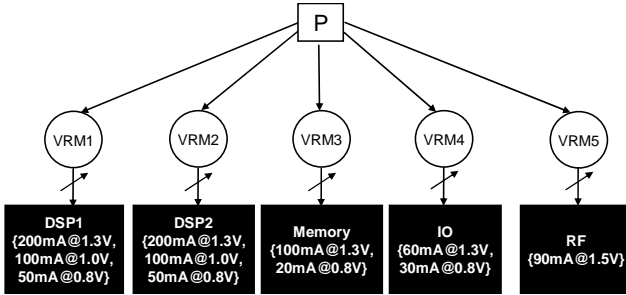 P
VRM1
VRM2
VRM3
VRM4
VRM5
DSP1
{200mA@1.3V,
100mA@1.0V,
50mA@0.8V}
DSP2
{200mA@1.3V,
100mA@1.0V,
50mA@0.8V}
Memory
{100mA@1.3V,
20mA@0.8V}
IO
{60mA@1.3V,
30mA@0.8V}
RF
{90mA@1.5V}